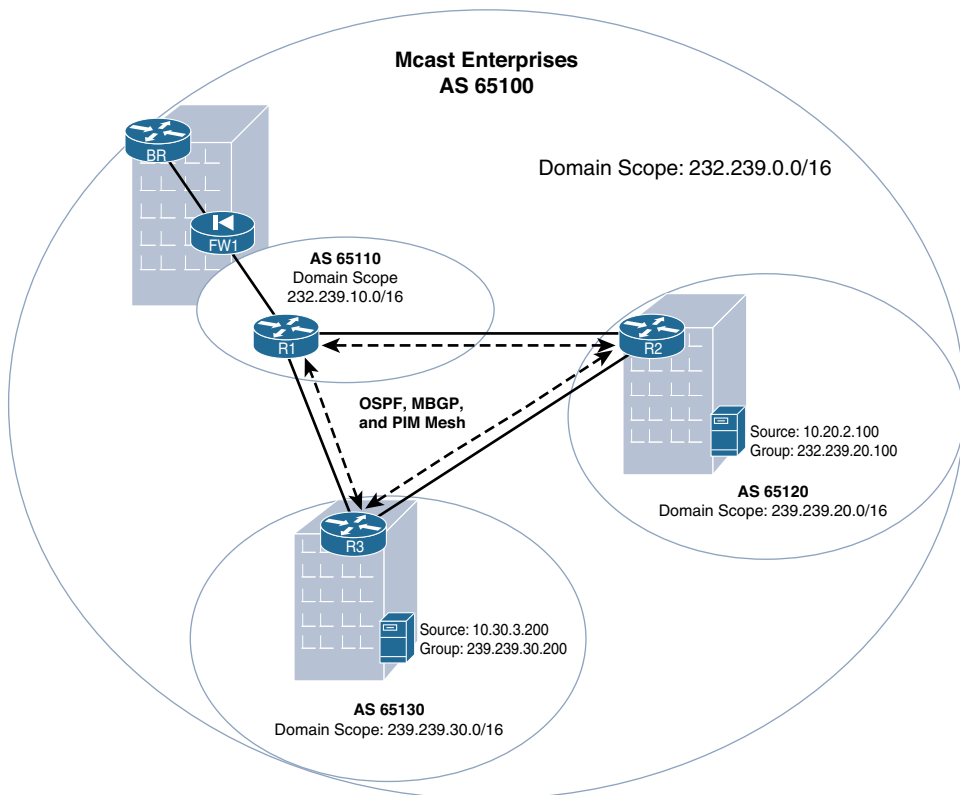 Mcast Enterprises
AS 65100
BR
Domain Scope: 232.239.0.0/16
FW1
AS 65110
Domain Scope
232.239.10.0/16
R1
R2
OSPF, MBGP,
and PIM Mesh
Source: 10.20.2.100
Group: 232.239.20.100
AS 65120
Domain Scope: 239.239.20.0/16
R3
Source: 10.30.3.200
Group: 239.239.30.200
AS 65130
Domain Scope: 239.239.30.0/16